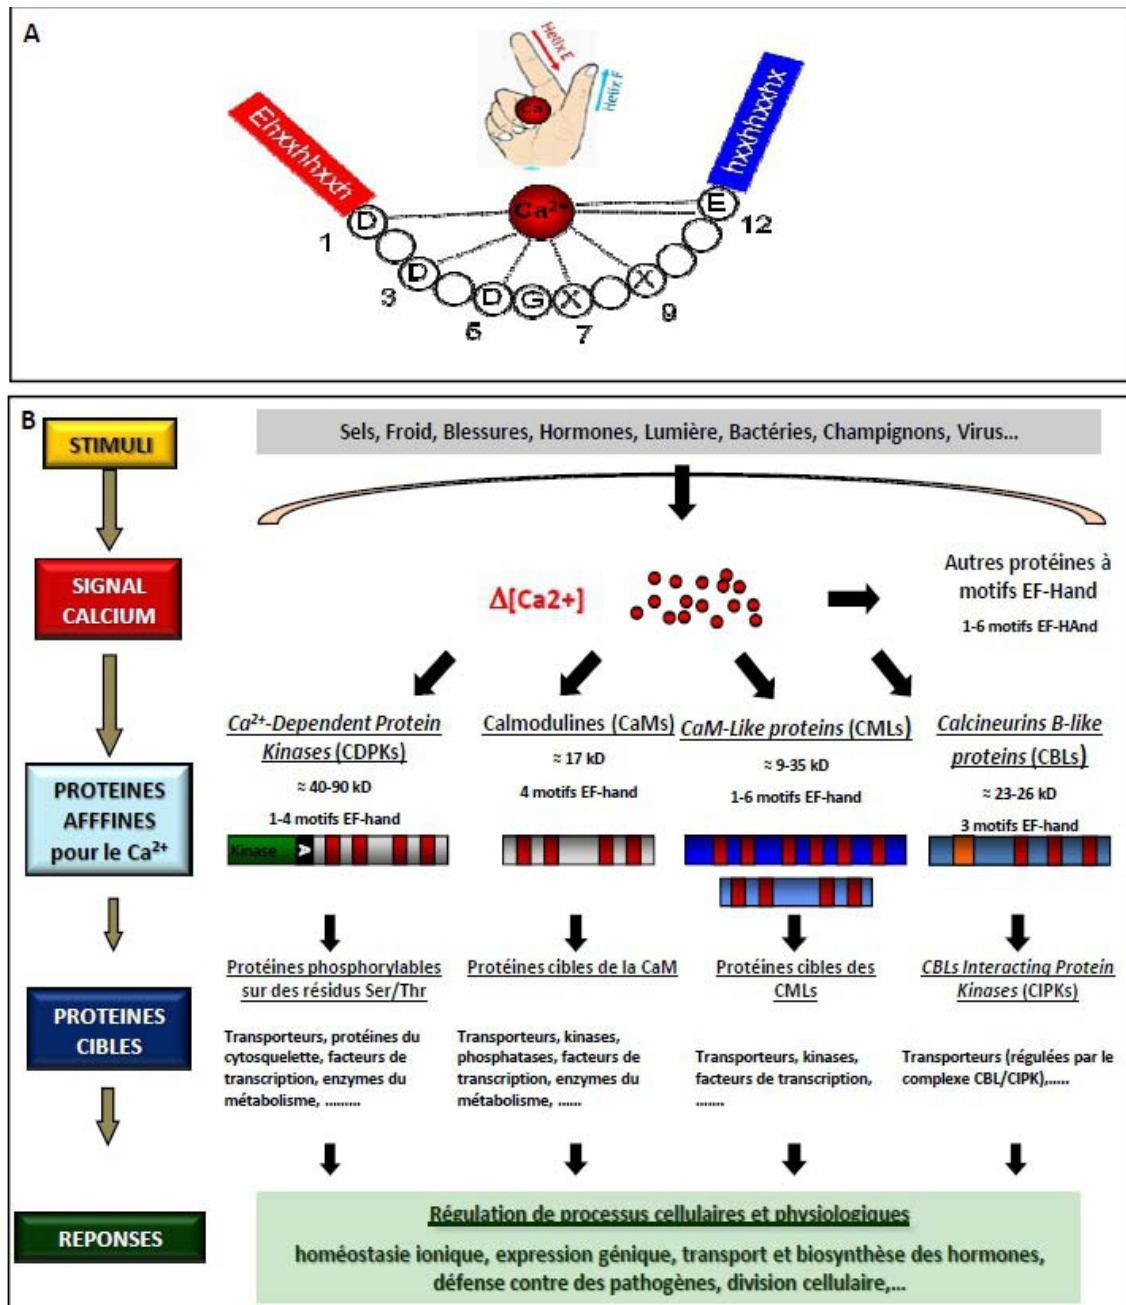 A
Helix E
Helix F
Ca
Ehxxhhxxh
hxxhhxxhx
Ca²⁺
D
E
1
12
D
D
G
X
X
3
5
7
9
B
STIMULI
Sels, Froid, Blessures, Hormones, Lumière, Bactéries, Champignons, Virus...
SIGNAL
CALCIUM
Δ[Ca2+]
Autres protéines à
motifs EF-Hand
1-6 motifs EF-HAnd
PROTEINES
AFFFINES
pour le Ca²⁺
Ca²⁺-Dependent Protein
Kinases (CDPKs)
≈ 40-90 kD
1-4 motifs EF-hand
Kinase
A
Calmodulines (CaMs)
≈ 17 kD
4 motifs EF-hand
CaM-Like proteins (CMLs)
≈ 9-35 kD
1-6 motifs EF-hand
Calcineurins B-like
proteins (CBLs)
≈ 23-26 kD
3 motifs EF-hand
PROTEINES
CIBLES
Protéines phosphorylables
sur des résidus Ser/Thr
Transporteurs, protéines du
cytosquelette, facteurs de
transcription, enzymes du
métabolisme, .........
Protéines cibles de la CaM
Transporteurs, kinases,
phosphatases, facteurs de
transcription, enzymes du
métabolisme, ......
Protéines cibles des
CMLs
Transporteurs, kinases,
facteurs de transcription,
.......
CBLs Interacting Protein
Kinases (CIPKs)
Transporteurs (régulées par le
complexe CBL/CIPK),.....
REPONSES
Régulation de processus cellulaires et physiologiques
homéostasie ionique, expression génique, transport et biosynthèse des hormones,
défense contre des pathogènes, division cellulaire,...